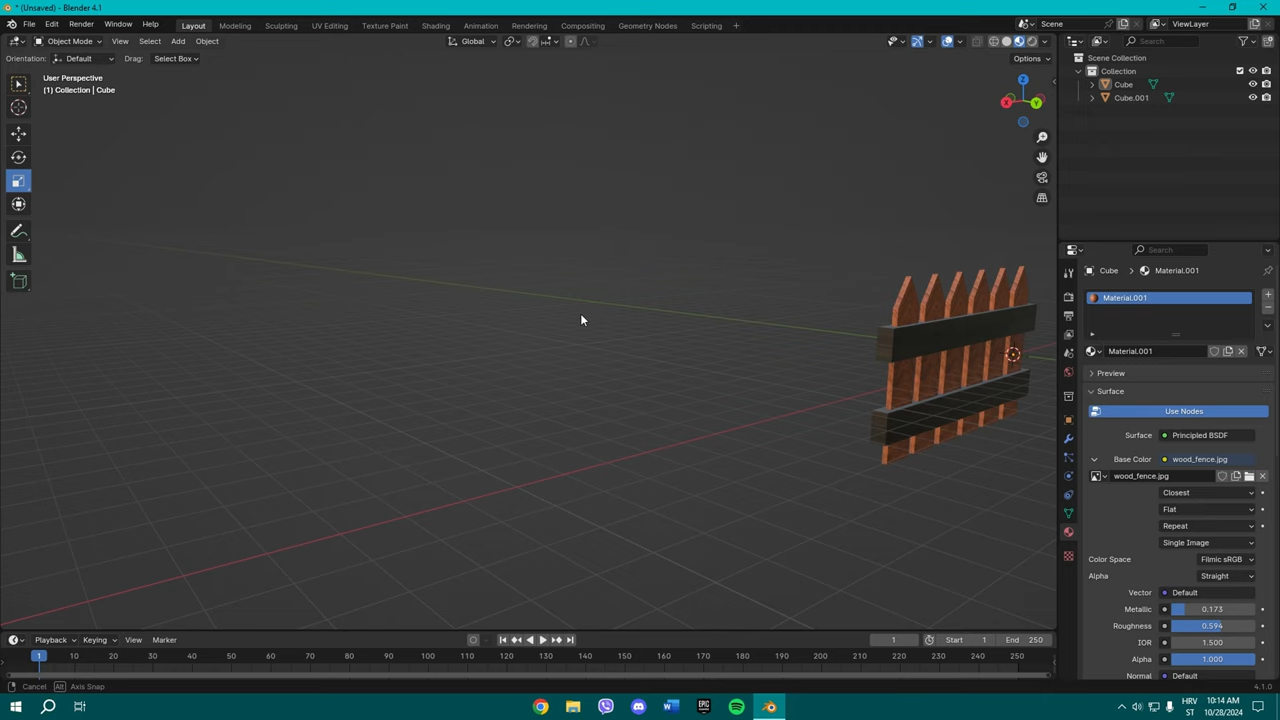 * (Unsaved) - Blender 4.1
File Edit Render Window Help Layout Modeling Sculpting UV Editing Texture Paint Shading Animation Rendering Compositing Geometry Nodes Scripting Scene ViewLayer
Object Mode View Select Add Object Global Search
Orientation: Default Drag: Select Box Options
Scene Collection
Collection
Cube
Cube.001
User Perspective
(1) Collection | Cube
X Y Z
Search
Cube Material.001
Material.001
Material.001
Preview
Surface
Use Nodes
Surface Principled BSDF
Base Color wood_fence.jpg
wood_fence.jpg
Closest
Flat
Repeat
Single Image
Color Space Filmic sRGB
Alpha Straight
Vector Default
Metallic 0.173
Roughness 0.594
IOR 1.500
Alpha 1.000
Normal Default
Playback Keying View Marker 1 Start 1 End 250
1 10 20 30 40 50 60 70 80 90 100 110 120 130 140 150 160 170 180 190 200 210 220 230 240 250
Cancel Alt Axis Snap 4.1.0
HRV 10:14 AM
ST 10/28/2024